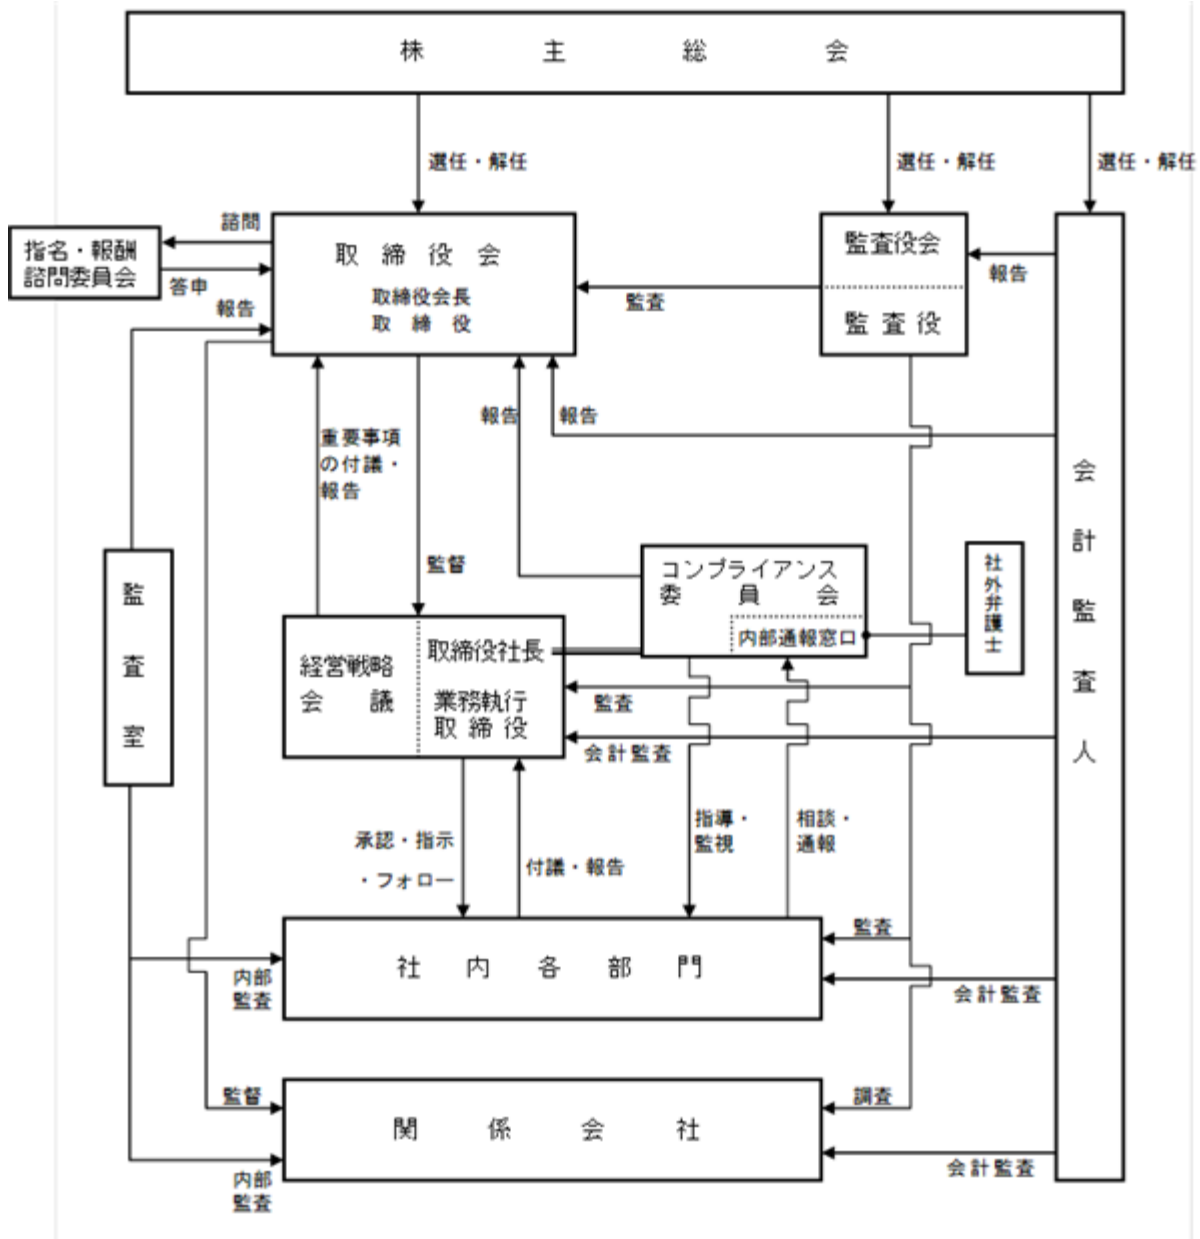 株主総会
選任・解任
選任・解任
選任・解任
諮問
指名・報酬
諮問委員会
答申
報告
取締役会
取締役会長
取締役
監査役会
監査役
報告
監査
重要事項
の付議・
報告
報告
報告
監督
会計監査人
監査室
コンプライアンス
委員会
内部通報窓口
社外弁護士
経営戦略
会議
取締役社長
業務執行
取締役
監査
会計監査
承認・指示
・フォロー
付議・報告
指導・
監視
相談・
通報
社内各部門
内部
監査
監査
会計監査
関係会社
監督
内部
監査
調査
会計監査